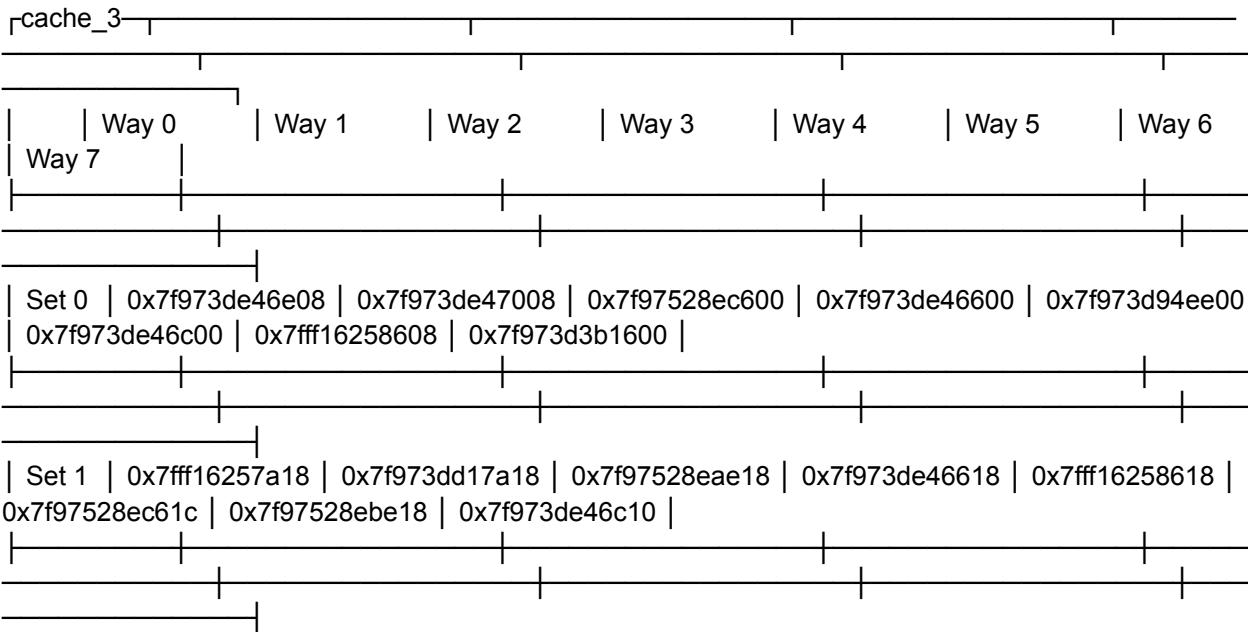 ┌cache_3─┬──────────────────┬──────────────────┬──────────────────┬───────
───────────┬──────────────────┬──────────────────┬──────────────────┬─────
─────────────┐
│ │ Way 0 │ Way 1 │ Way 2 │ Way 3 │ Way 4 │ Way 5 │ Way 6
│ Way 7 │
├─────────┼──────────────────┼──────────────────┼──────────────────┼──────
────────────┼──────────────────┼──────────────────┼──────────────────┼────
──────────────┤
│ Set 0 │ 0x7f973de46e08 │ 0x7f973de47008 │ 0x7f97528ec600 │ 0x7f973de46600 │ 0x7f973d94ee00
│ 0x7f973de46c00 │ 0x7fff16258608 │ 0x7f973d3b1600 │
├─────────┼──────────────────┼──────────────────┼──────────────────┼──────
────────────┼──────────────────┼──────────────────┼──────────────────┼────
──────────────┤
│ Set 1 │ 0x7fff16257a18 │ 0x7f973dd17a18 │ 0x7f97528eae18 │ 0x7f973de46618 │ 0x7fff16258618 │
0x7f97528ec61c │ 0x7f97528ebe18 │ 0x7f973de46c10 │
├─────────┼──────────────────┼──────────────────┼──────────────────┼──────
────────────┼──────────────────┼──────────────────┼──────────────────┼────
──────────────┤